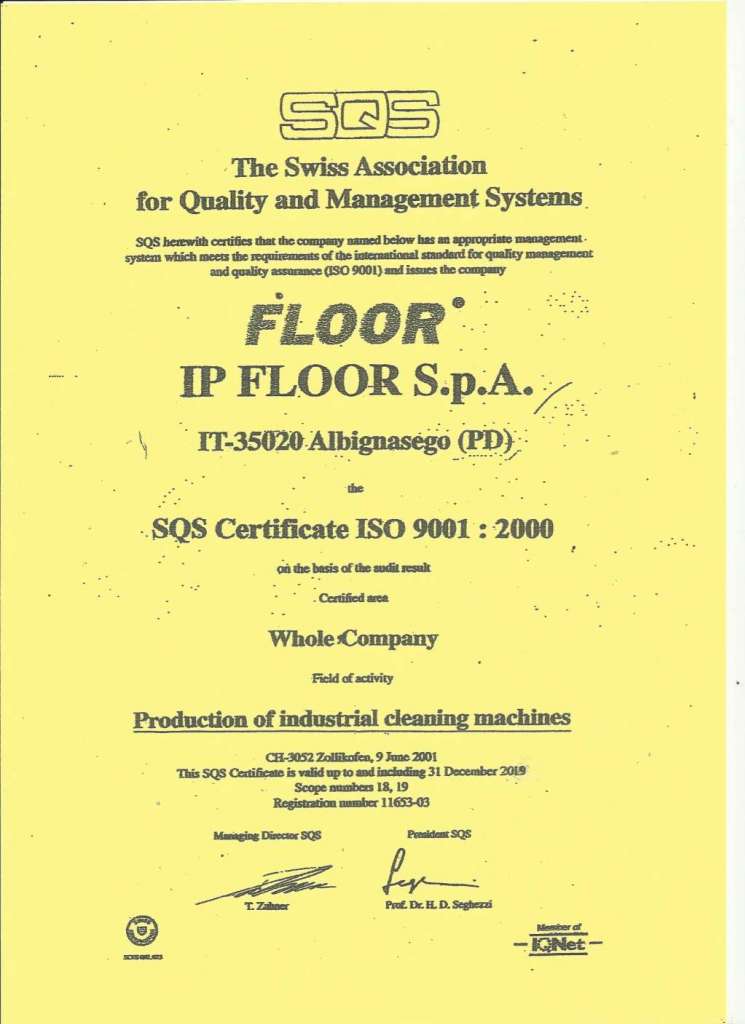 SQS
The Swiss Association
for Quality and Management Systems
SQS herewith certifies that the company named below has an appropriate management
system which meets the requirements of the international standard for quality management
and quality assurance (ISO 9001) and issues the company
FLOOR®
IP FLOOR S.p.A.
IT-35020 Albignasego (PD)
the
SQS Certificate ISO 9001 : 2000
on the basis of the audit result
Certified area
Whole Company
Field of activity
Production of industrial cleaning machines
CH-3052 Zollikofen, 9 June 2001
This SQS Certificate is valid up to and including 31 December 2019
Scope numbers 18, 19
Registration number 11653-03
Managing Director SQS
President SQS
T. Zahner
Prof. Dr. H. D. Seghezzi
Member of
IQNet